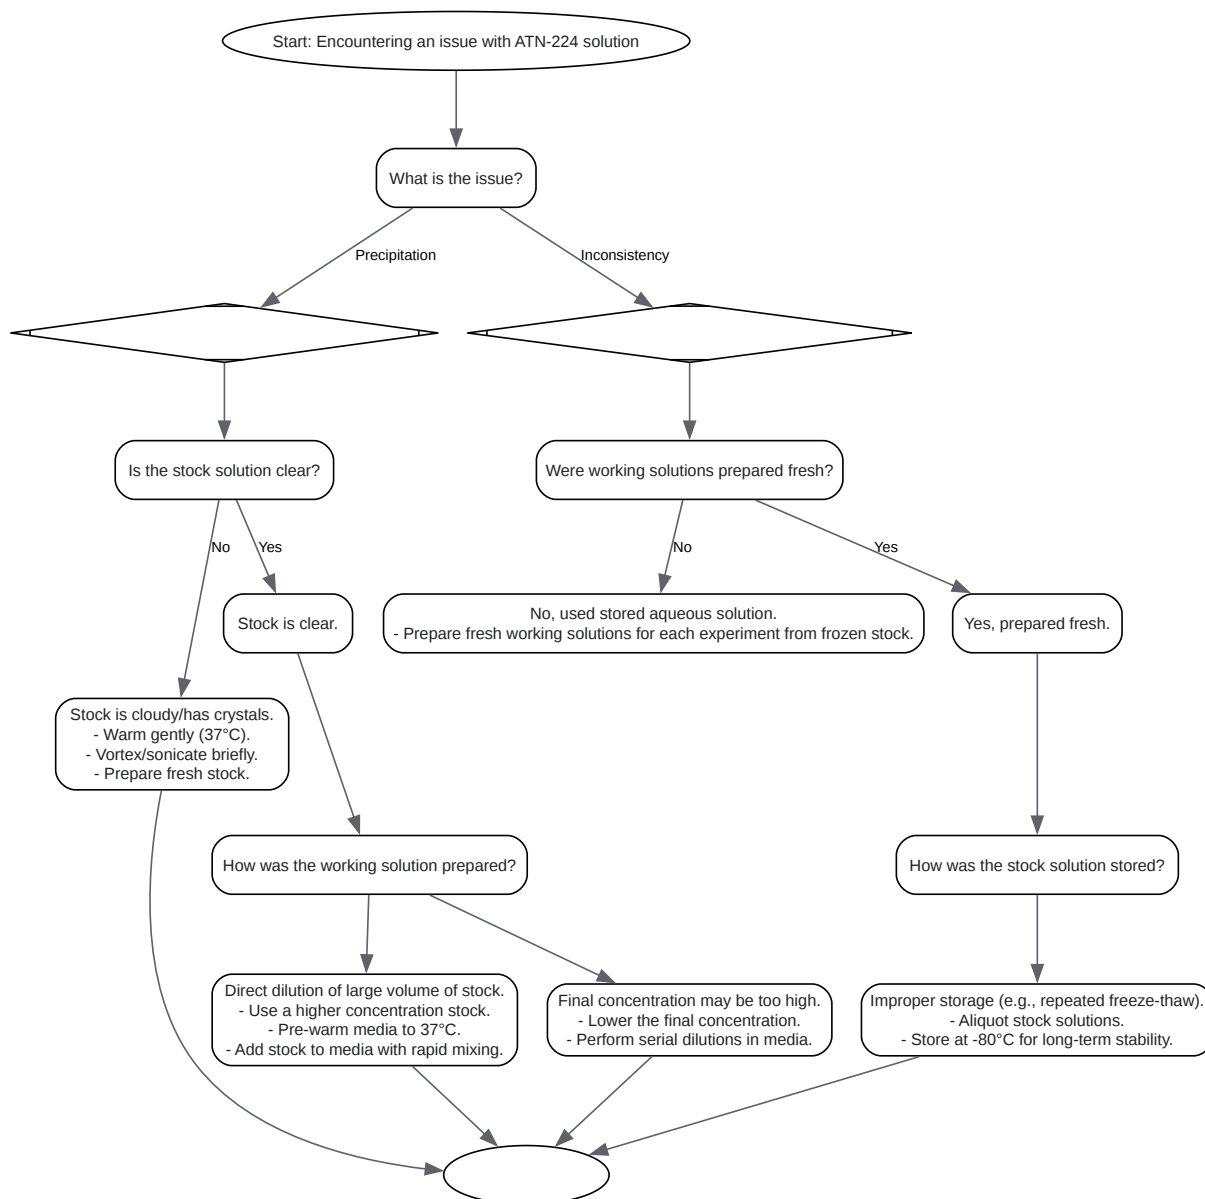 Start: Encountering an issue with ATN-224 solution
What is the issue?
Precipitation
Inconsistency
Is the stock solution clear?
Were working solutions prepared fresh?
No
Yes
No
Yes
Stock is clear.
No, used stored aqueous solution.
- Prepare fresh working solutions for each experiment from frozen stock.
Yes, prepared fresh.
Stock is cloudy/has crystals.
- Warm gently (37°C).
- Vortex/sonicate briefly.
- Prepare fresh stock.
How was the working solution prepared?
How was the stock solution stored?
Direct dilution of large volume of stock.
- Use a higher concentration stock.
- Pre-warm media to 37°C.
- Add stock to media with rapid mixing.
Final concentration may be too high.
- Lower the final concentration.
- Perform serial dilutions in media.
Improper storage (e.g., repeated freeze-thaw).
- Aliquot stock solutions.
- Store at -80°C for long-term stability.